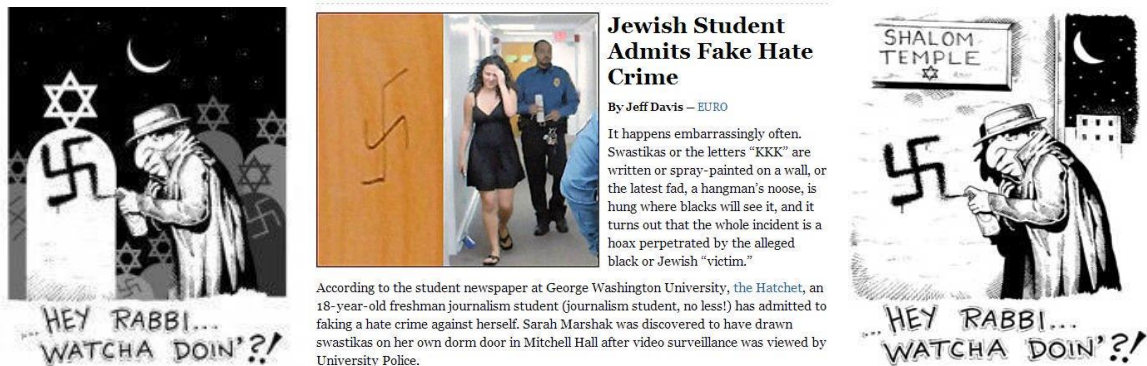 HEY RABBI...
...WATCHA DOIN'?!
Jewish Student
Admits Fake Hate
Crime
By Jeff Davis — EURO
It happens embarrassingly often.
Swastikas or the letters “KKK” are
written or spray-painted on a wall, or
the latest fad, a hangman’s noose, is
hung where blacks will see it, and it
turns out that the whole incident is a
hoax perpetrated by the alleged
black or Jewish “victim.”
According to the student newspaper at George Washington University, the Hatchet, an
18-year-old freshman journalism student (journalism student, no less!) has admitted to
faking a hate crime against herself. Sarah Marshak was discovered to have drawn
swastikas on her own dorm door in Mitchell Hall after video surveillance was viewed by
University Police.
SHALOM
TEMPLE
...HEY RABBI...
WATCHA DOIN'?!